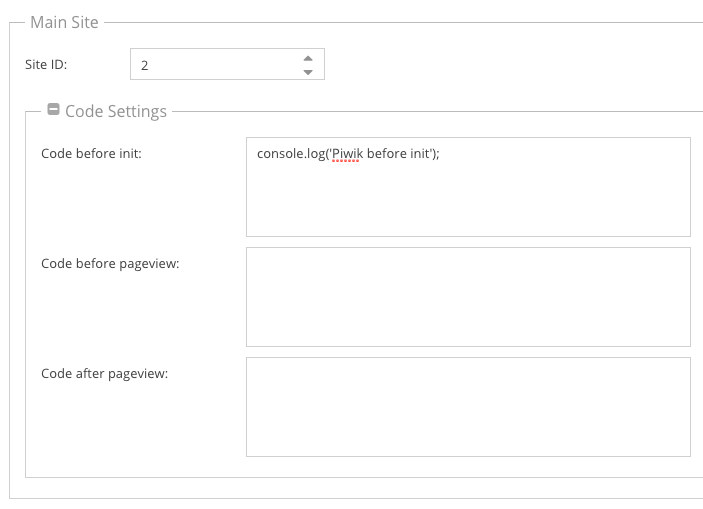 Main Site
Site ID: 2
Code Settings
Code before init: console.log('Piwik before init');
Code before pageview:
Code after pageview: